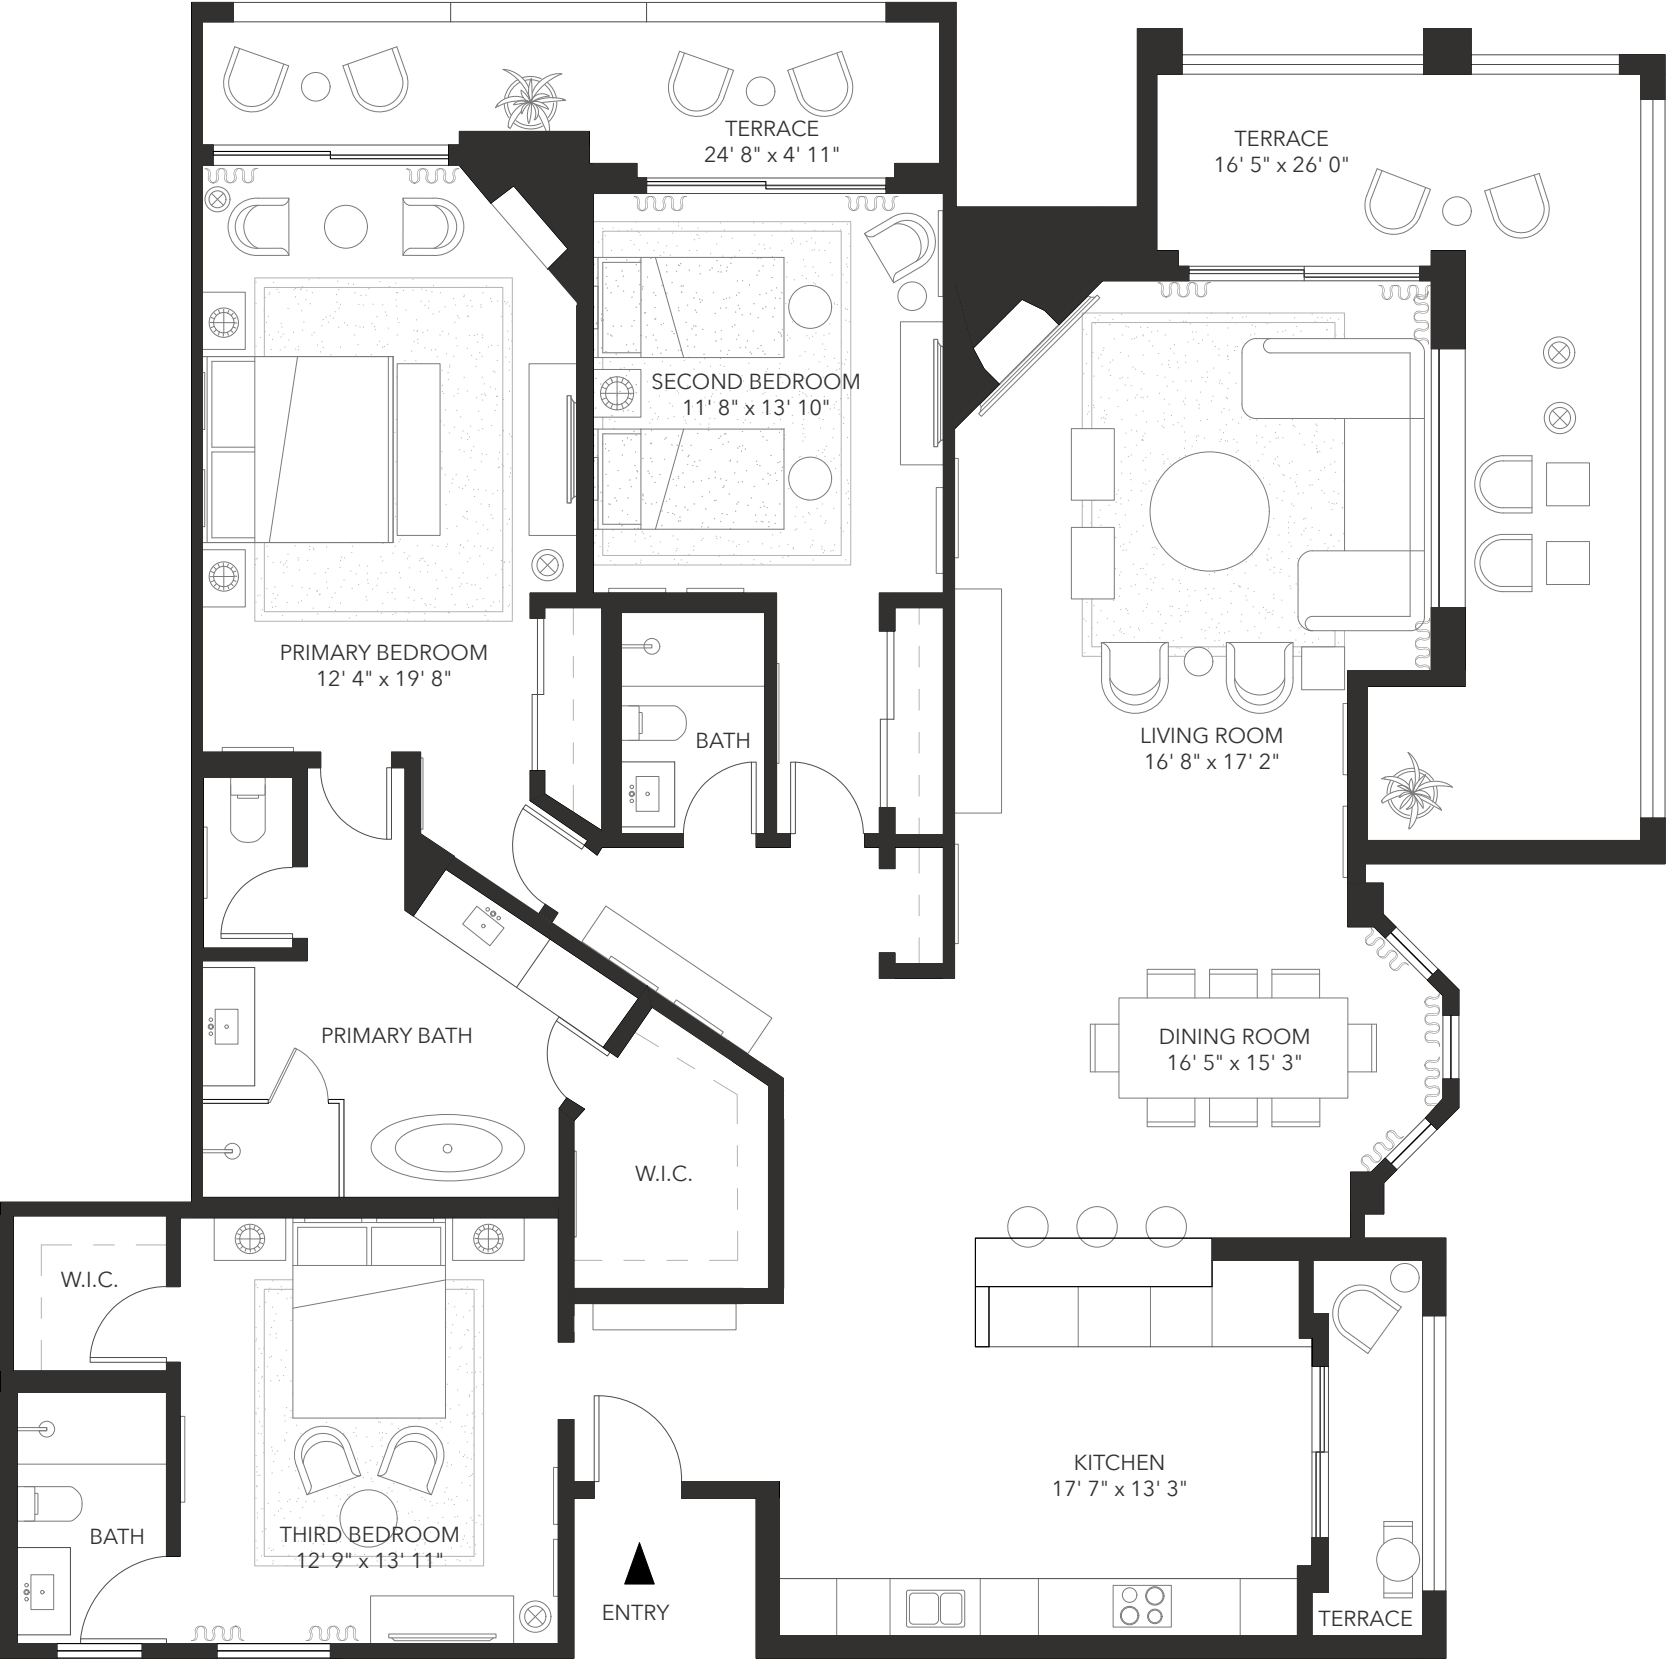 TERRACE
24' 8" x 4' 11"
TERRACE
16' 5" x 26' 0"
SECOND BEDROOM
11' 8" x 13' 10"
PRIMARY BEDROOM
12' 4" x 19' 8"
BATH
LIVING ROOM
16' 8" x 17' 2"
PRIMARY BATH
DINING ROOM
16' 5" x 15' 3"
W.I.C.
W.I.C.
KITCHEN
17' 7" x 13' 3"
BATH
THIRD BEDROOM
12' 9" x 13' 11"
ENTRY
TERRACE